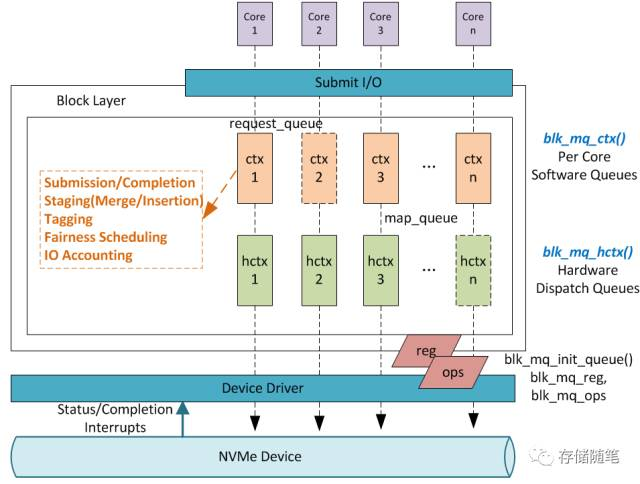 Core
1
Core
2
Core
3
Core
n
Submit I/O
Block Layer
request_queue
ctx
1
ctx
2
ctx
3
...
ctx
n
blk_mq_ctx()
Per Core
Software Queues
Submission/Completion
Staging(Merge/Insertion)
Tagging
Fairness Scheduling
IO Accounting
map_queue
hctx
1
hctx
2
hctx
3
...
hctx
n
blk_mq_hctx()
Hardware
Dispatch Queues
reg
ops
blk_mq_init_queue()
blk_mq_reg,
blk_mq_ops
Device Driver
Status/Completion
Interrupts
NVMe Device
存储随笔